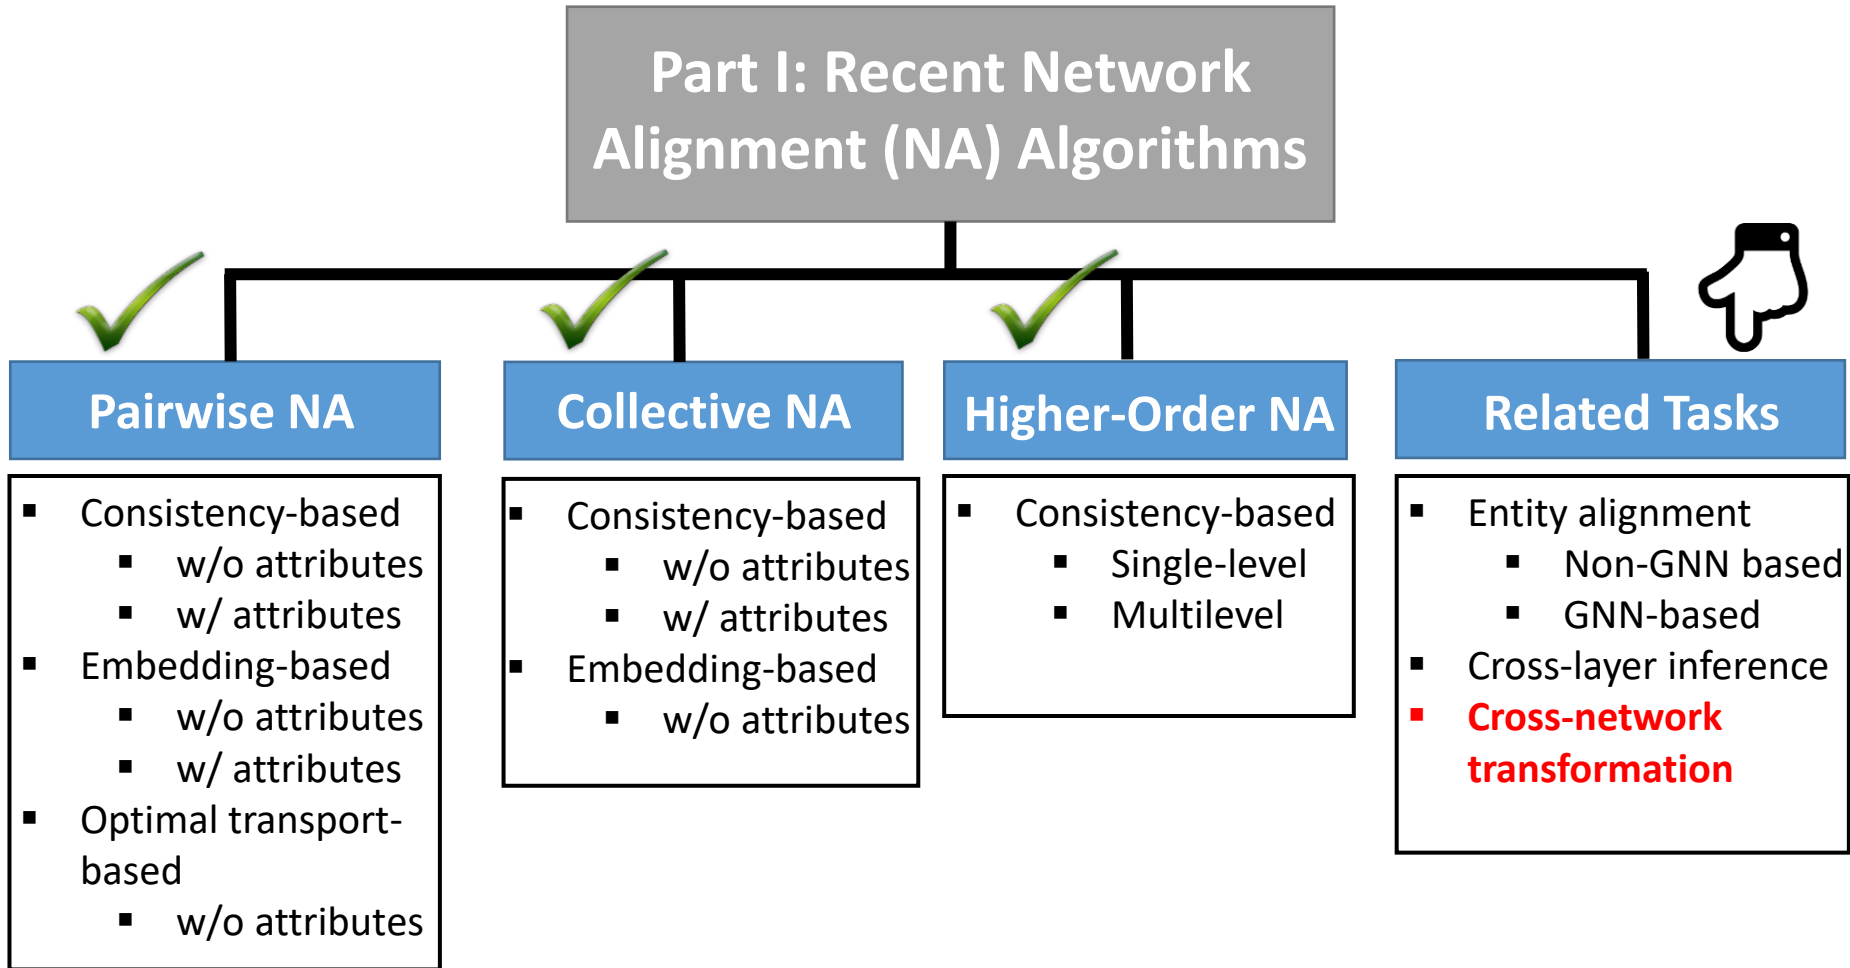 Part I: Recent Network
Alignment (NA) Algorithms
Pairwise NA
Consistency-based
w/o attributes
w/ attributes
Embedding-based
w/o attributes
w/ attributes
Optimal transport-
based
w/o attributes
Collective NA
Consistency-based
w/o attributes
w/ attributes
Embedding-based
w/o attributes
Higher-Order NA
Consistency-based
Single-level
Multilevel
Related Tasks
Entity alignment
Non-GNN based
GNN-based
Cross-layer inference
Cross-network
transformation